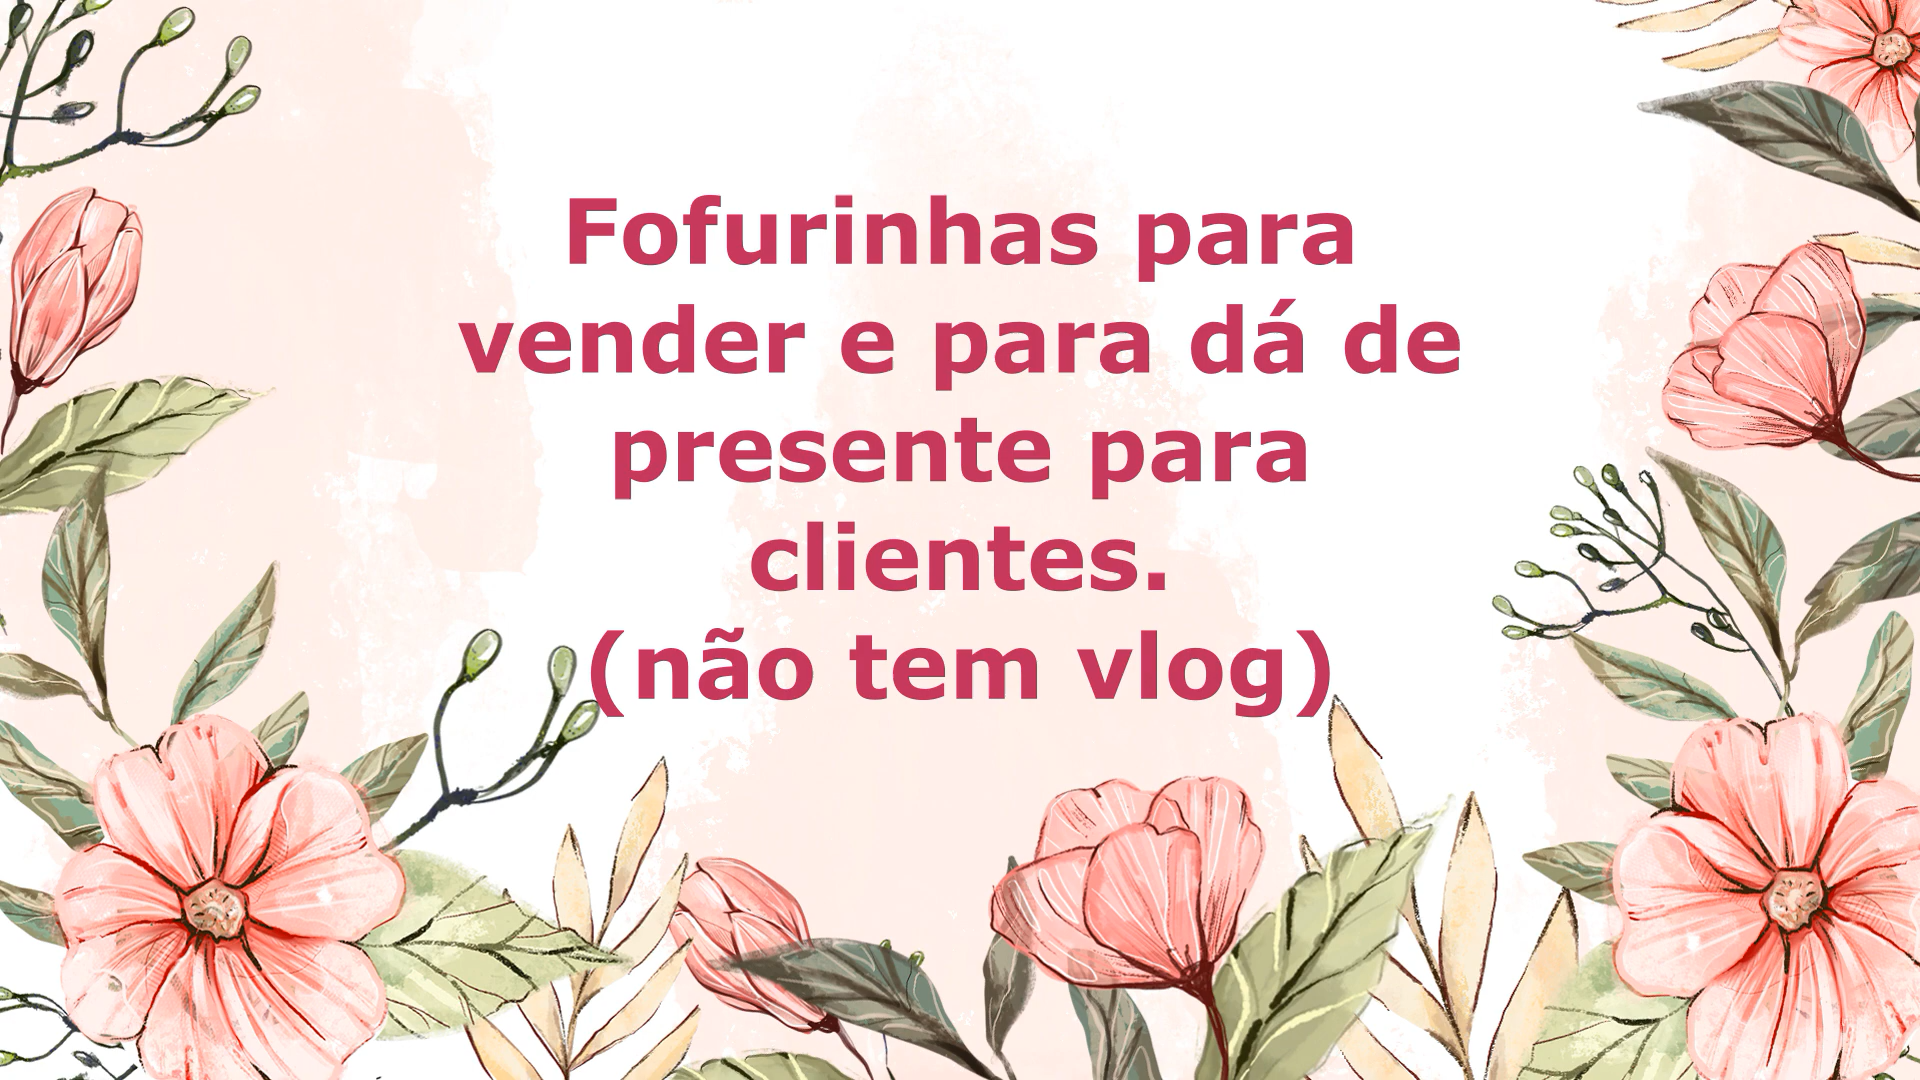 Fofurinhas para
vender e para dá de
presente para
clientes.
(não tem vlog)